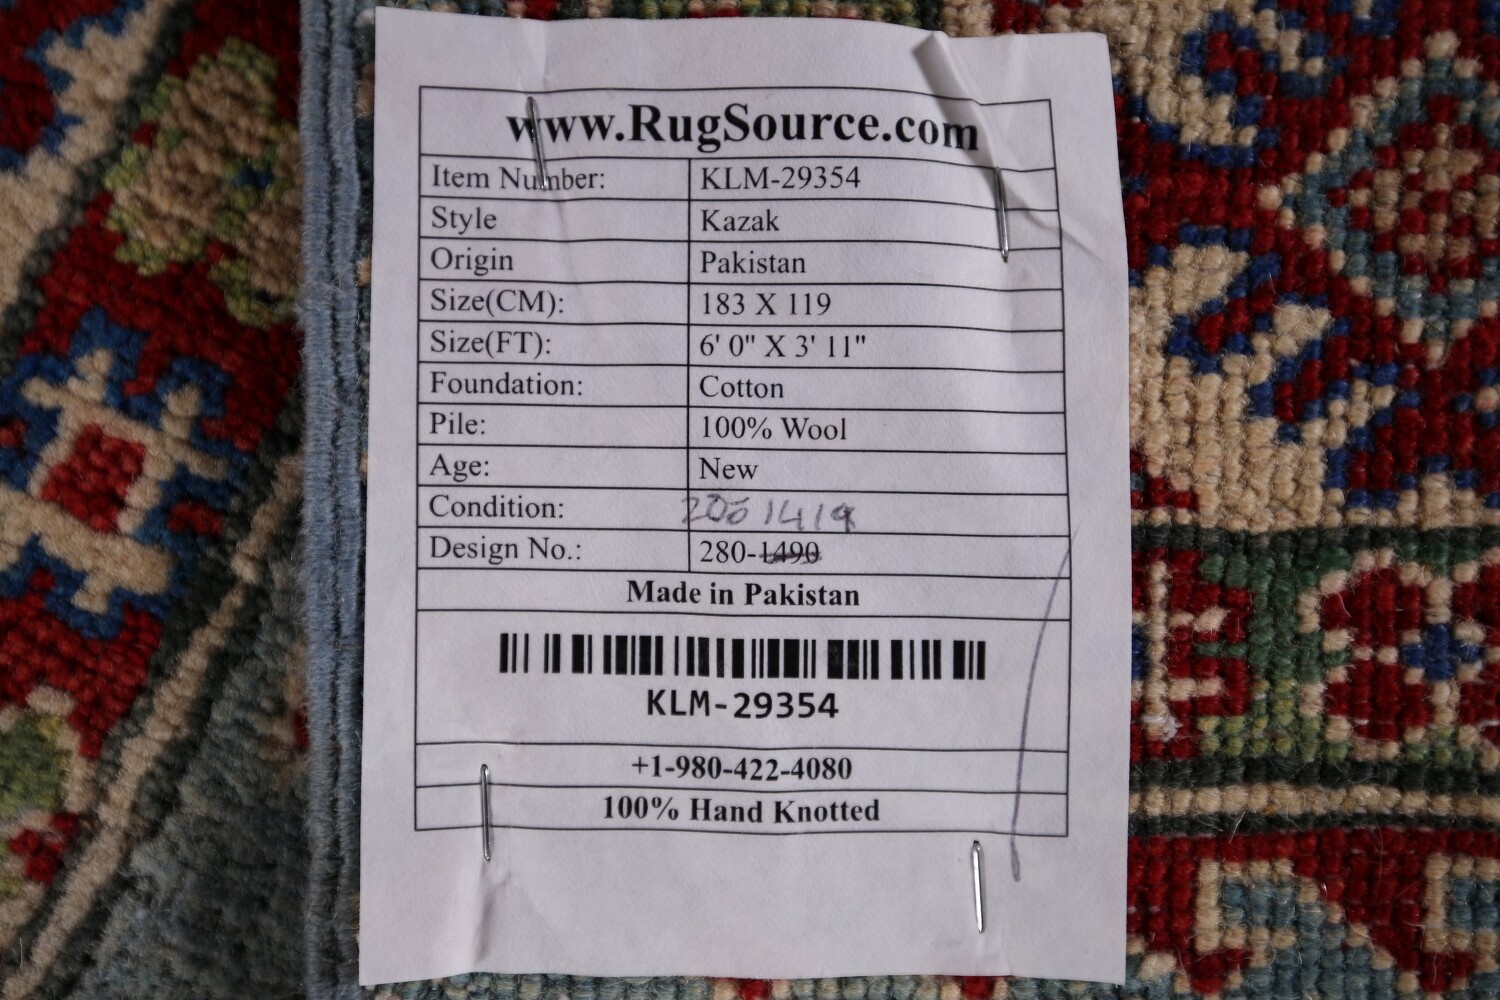 www.RugSource.com
Item Number: KLM-29354
Style Kazak
Origin Pakistan
Size(CM): 183 X 119
Size(FT): 6' 0" X 3' 11"
Foundation: Cotton
Pile: 100% Wool
Age: New
Condition:
Design No.: 280-1490
Made in Pakistan
KLM-29354
+1-980-422-4080
100% Hand Knotted